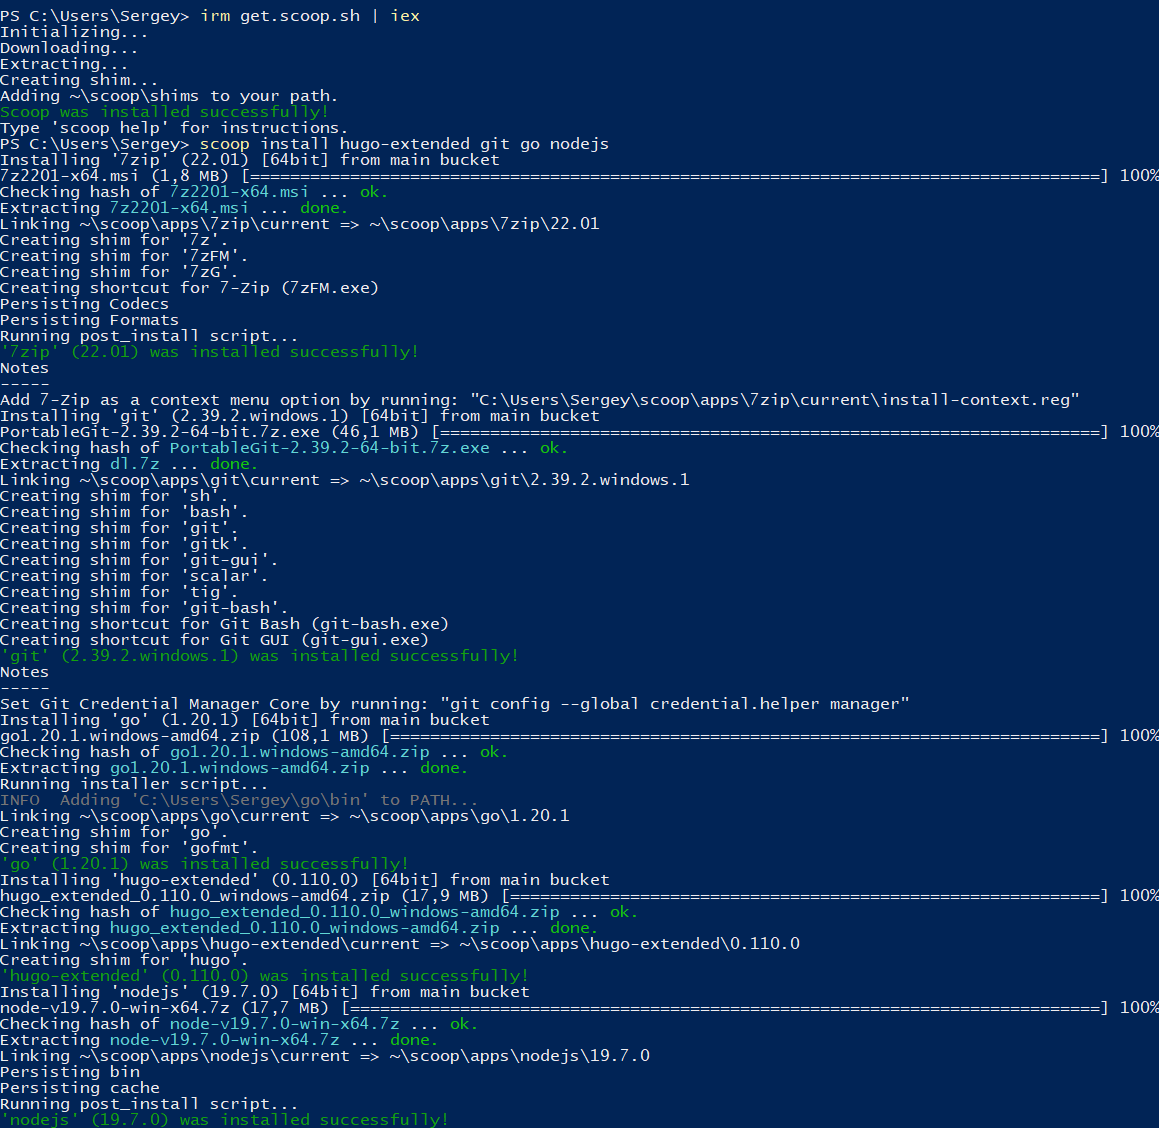 PS C:\Users\Sergey> irm get.scoop.sh | iex
Initializing...
Downloading...
Extracting...
Creating shim...
Adding ~\scoop\shims to your path.
Scoop was installed successfully!
Type 'scoop help' for instructions.
PS C:\Users\Sergey> scoop install hugo-extended git go nodejs
Installing '7zip' (22.01) [64bit] from main bucket
7z2201-x64.msi (1,8 MB) [=====================================================================================] 100%
Checking hash of 7z2201-x64.msi ... ok.
Extracting 7z2201-x64.msi ... done.
Linking ~\scoop\apps\7zip\current => ~\scoop\apps\7zip\22.01
Creating shim for '7z'.
Creating shim for '7zFM'.
Creating shim for '7zG'.
Creating shortcut for 7-Zip (7zFM.exe)
Persisting Codecs
Persisting Formats
Running post_install script...
'7zip' (22.01) was installed successfully!
Notes
-----
Add 7-Zip as a context menu option by running: "C:\Users\Sergey\scoop\apps\7zip\current\install-context.reg"
Installing 'git' (2.39.2.windows.1) [64bit] from main bucket
PortableGit-2.39.2-64-bit.7z.exe (46,1 MB) [==================================================================] 100%
Checking hash of PortableGit-2.39.2-64-bit.7z.exe ... ok.
Extracting dl.7z ... done.
Linking ~\scoop\apps\git\current => ~\scoop\apps\git\2.39.2.windows.1
Creating shim for 'sh'.
Creating shim for 'bash'.
Creating shim for 'git'.
Creating shim for 'gitk'.
Creating shim for 'git-gui'.
Creating shim for 'scalar'.
Creating shim for 'tig'.
Creating shim for 'git-bash'.
Creating shortcut for Git Bash (git-bash.exe)
Creating shortcut for Git GUI (git-gui.exe)
'git' (2.39.2.windows.1) was installed successfully!
Notes
-----
Set Git Credential Manager Core by running: "git config --global credential.helper manager"
Installing 'go' (1.20.1) [64bit] from main bucket
go1.20.1.windows-amd64.zip (108,1 MB) [=======================================================================] 100%
Checking hash of go1.20.1.windows-amd64.zip ... ok.
Extracting go1.20.1.windows-amd64.zip ... done.
Running installer script...
INFO  Adding 'C:\Users\Sergey\go\bin' to PATH...
Linking ~\scoop\apps\go\current => ~\scoop\apps\go\1.20.1
Creating shim for 'go'.
Creating shim for 'gofmt'.
'go' (1.20.1) was installed successfully!
Installing 'hugo-extended' (0.110.0) [64bit] from main bucket
hugo_extended_0.110.0_windows-amd64.zip (17,9 MB) [===========================================================] 100%
Checking hash of hugo_extended_0.110.0_windows-amd64.zip ... ok.
Extracting hugo_extended_0.110.0_windows-amd64.zip ... done.
Linking ~\scoop\apps\hugo-extended\current => ~\scoop\apps\hugo-extended\0.110.0
Creating shim for 'hugo'.
'hugo-extended' (0.110.0) was installed successfully!
Installing 'nodejs' (19.7.0) [64bit] from main bucket
node-v19.7.0-win-x64.7z (17,7 MB) [===========================================================================] 100%
Checking hash of node-v19.7.0-win-x64.7z ... ok.
Extracting node-v19.7.0-win-x64.7z ... done.
Linking ~\scoop\apps\nodejs\current => ~\scoop\apps\nodejs\19.7.0
Persisting bin
Persisting cache
Running post_install script...
'nodejs' (19.7.0) was installed successfully!